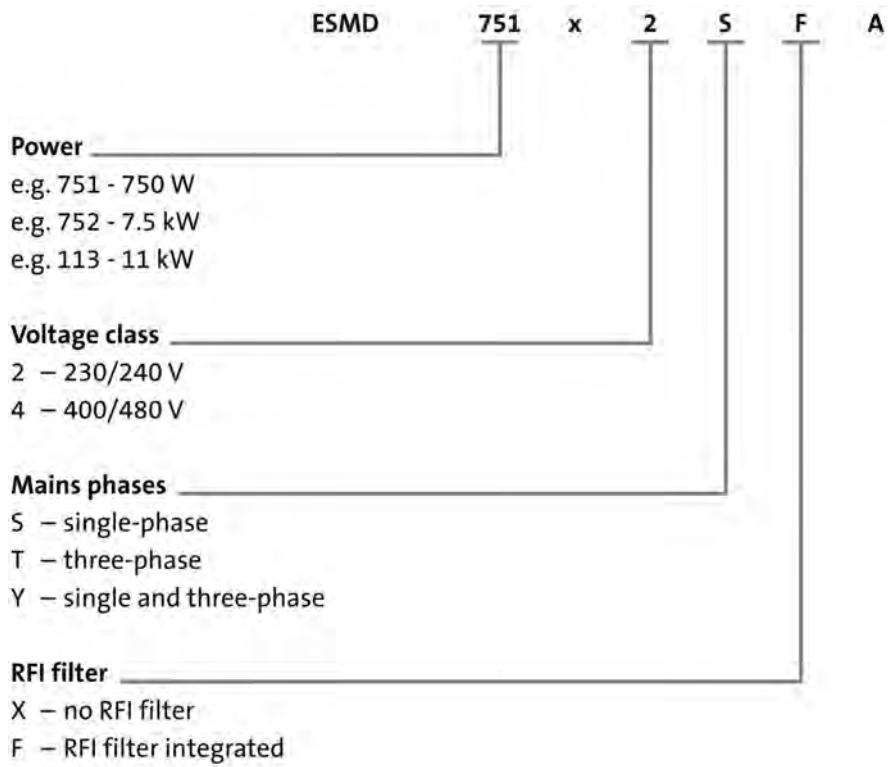 ESMD 751 x 2 S F A
Power
e.g. 751 - 750 W
e.g. 752 - 7.5 kW
e.g. 113 - 11 kW
Voltage class
2 – 230/240 V
4 – 400/480 V
Mains phases
S – single-phase
T – three-phase
Y – single and three-phase
RFI filter
X – no RFI filter
F – RFI filter integrated